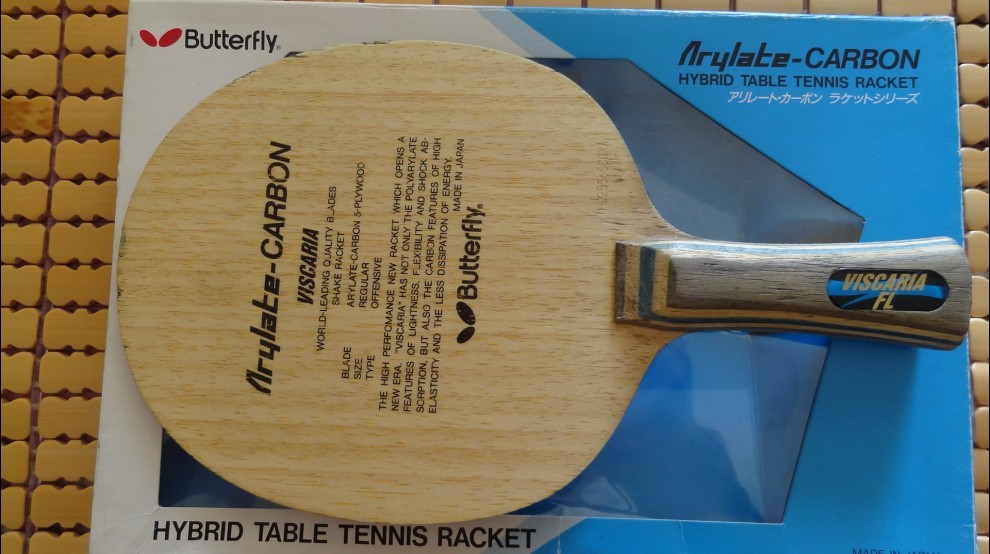 Butterfly
Arylate-CARBON
HYBRID TABLE TENNIS RACKET
アリレート・カーボン ラケットシリーズ
Arylate-CARBON
VISCARIA
WORLD-LEADING QUALITY BLADES
SHAKE RACKET
BLADE ARYLATE-CARBON 5-PLYWOOD
SIZE REGULAR
TYPE OFFENSIVE
THE HIGH PERFOMANCE NEW RACKET WHICH OPENS A
NEW ERA. "VISCARIA" HAS NOT ONLY THE POLYARYLATE
FEATURES OF LIGHTNESS, FLEXIBILITY AND SHOCK AB-
SORPTION, BUT ALSO THE CARBON FEATURES OF HIGH
ELASTICITY AND THE LESS DISSIPATION OF ENERGY.
MADE IN JAPAN
Butterfly
VISCARIA
FL
HYBRID TABLE TENNIS RACKET
MADE IN JAPAN